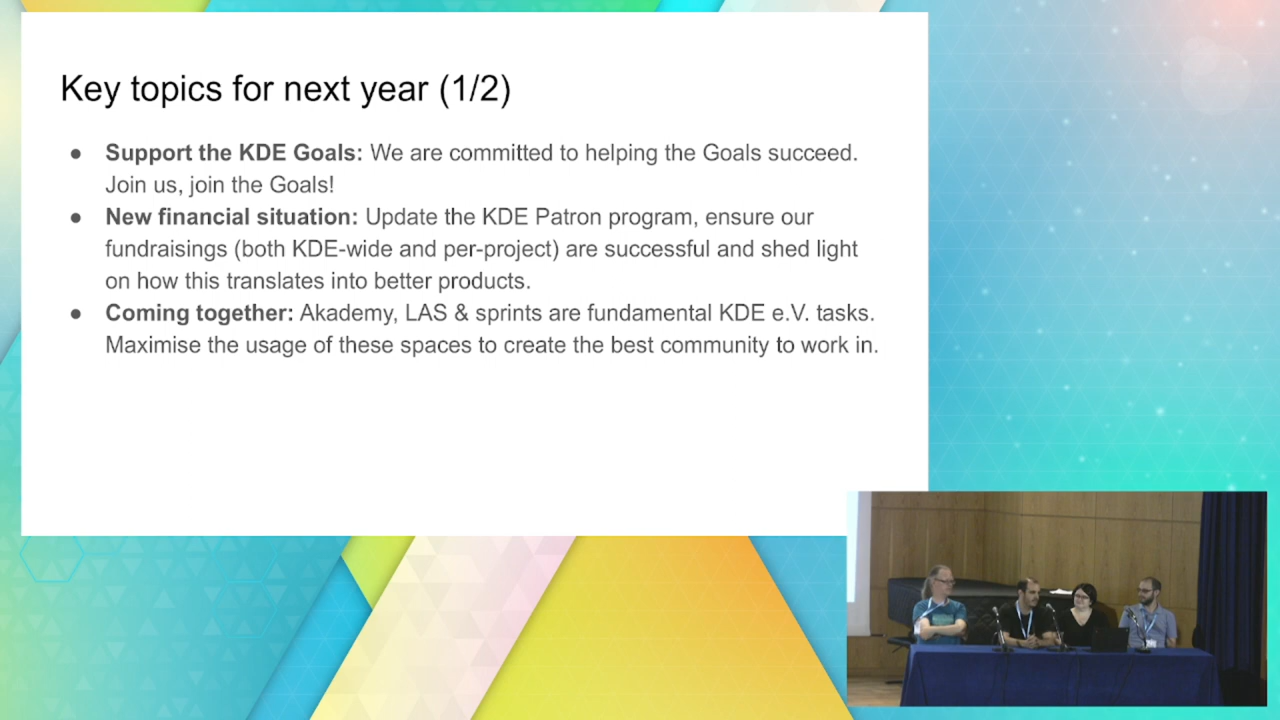 Key topics for next year (1/2)
● Support the KDE Goals: We are committed to helping the Goals succeed.
Join us, join the Goals!
● New financial situation: Update the KDE Patron program, ensure our
fundraisings (both KDE-wide and per-project) are successful and shed light
on how this translates into better products.
● Coming together: Akademy, LAS & sprints are fundamental KDE e.V. tasks.
Maximise the usage of these spaces to create the best community to work in.